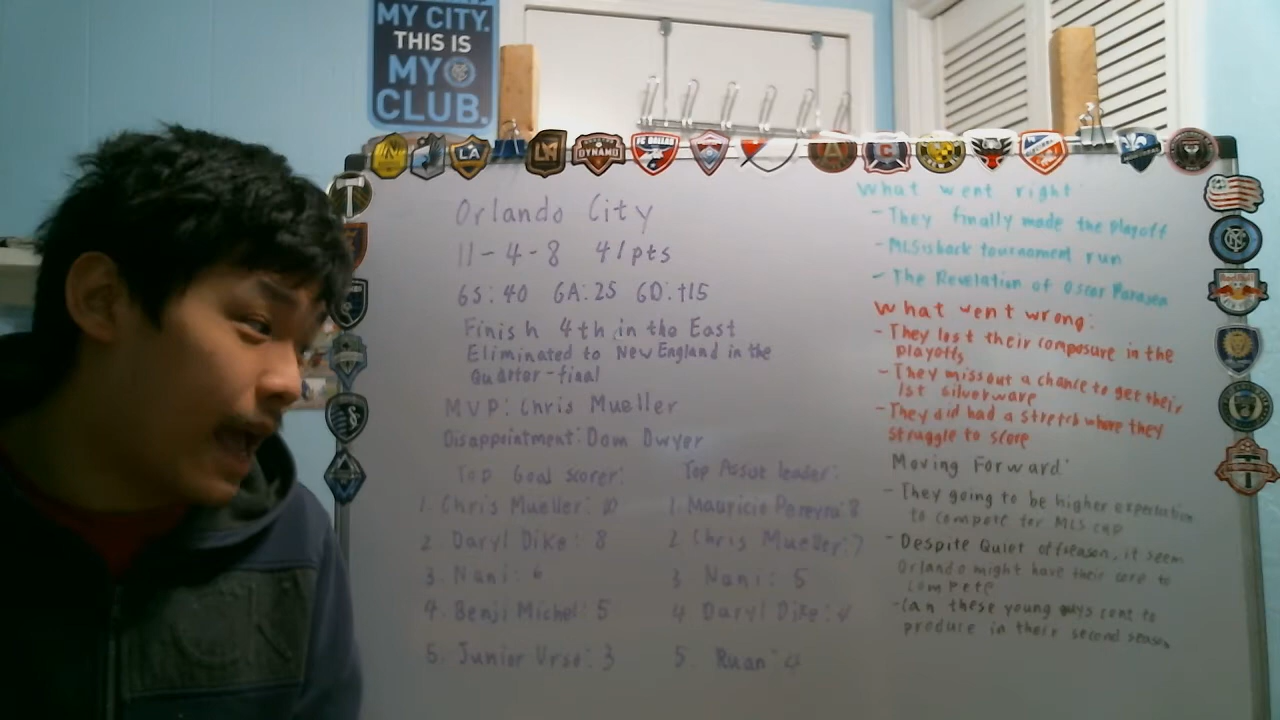 MY CITY.
THIS IS
MY
CLUB.
Orlando City
11-4-8 41pts
GS: 40 GA: 25 GD: +15
Finish 4th in the East
Eliminated to New England in the
Quarter-final
MVP: Chris Mueller
Disappointment: Dom Dwyer
Top Goal scorer:
1. Chris Mueller: 10
2. Daryl Dike: 8
3. Nani: 6
4. Benji Michel: 5
5. Junior Urso: 3
Top Assist leader:
1. Mauricio Pereyra: 8
2 Chris Mueller: 7
3 Nani: 5
4 Daryl Dike: 4
5. Ruan: 4
What went right:
- They finally made the playoff
- MLS is back tournament run
- The Revelation of Oscar Pareja
What went wrong:
- They lost their composure in the
playoffs
- They miss out a chance to get their
1st silverware
- They did had a stretch where they
struggle to score
Moving Forward:
- They going to be higher expectation
to compete for MLS cup
- Despite Quiet offseason, it seem
Orlando might have their core to
compete
- Can these young guys cont to
produce in their second season
DYNAMO
FC DALLAS
LA